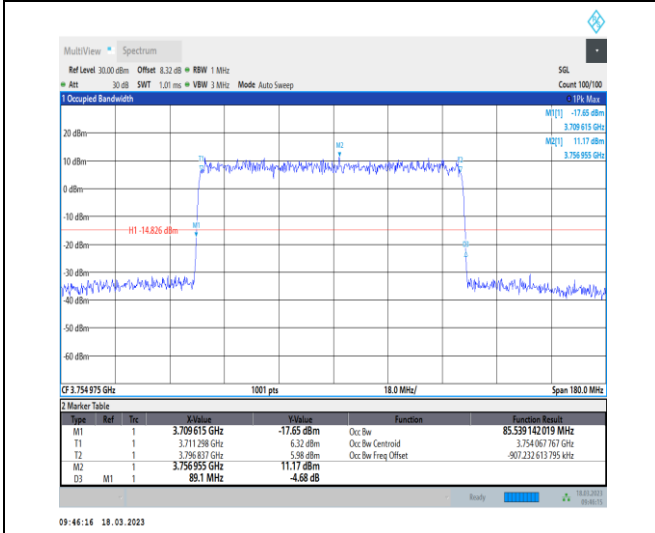 MultiView Spectrum
Ref Level 30.00 dBm Offset 8.32 dB RBW 1 MHz SGL
Att 30 dB SWT 1.01 ms VBW 3 MHz Mode Auto Sweep Count 100/100
1 Occupied Bandwidth 1Pk Max
M1[1] -17.65 dBm
3.709 615 GHz
M2[1] 11.17 dBm
3.756 955 GHz
20 dBm
M2
T1
10 dBm
0 dBm
-10 dBm
H1 -14.826 dBm
M1
-20 dBm
-30 dBm
-40 dBm
-50 dBm
-60 dBm
CF 3.754 975 GHz 1001 pts 18.0 MHz/ Span 180.0 MHz
2 Marker Table
Type Ref Trc X-Value Y-Value Function Function Result
M1 1 3.709 615 GHz -17.65 dBm Occ Bw 85.539 142 019 MHz
T1 1 3.711 298 GHz 6.32 dBm Occ Bw Centroid 3.754 067 767 GHz
T2 1 3.796 837 GHz 5.98 dBm Occ Bw Freq Offset -907.232 613 795 kHz
M2 1 3.756 955 GHz 11.17 dBm
D3 M1 1 89.1 MHz -4.68 dB
Ready 18.03.2023
09:46:15
09:46:16 18.03.2023